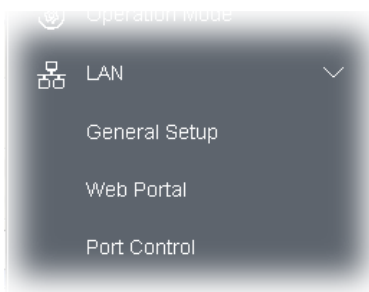 Operation Mode
LAN
General Setup
Web Portal
Port Control